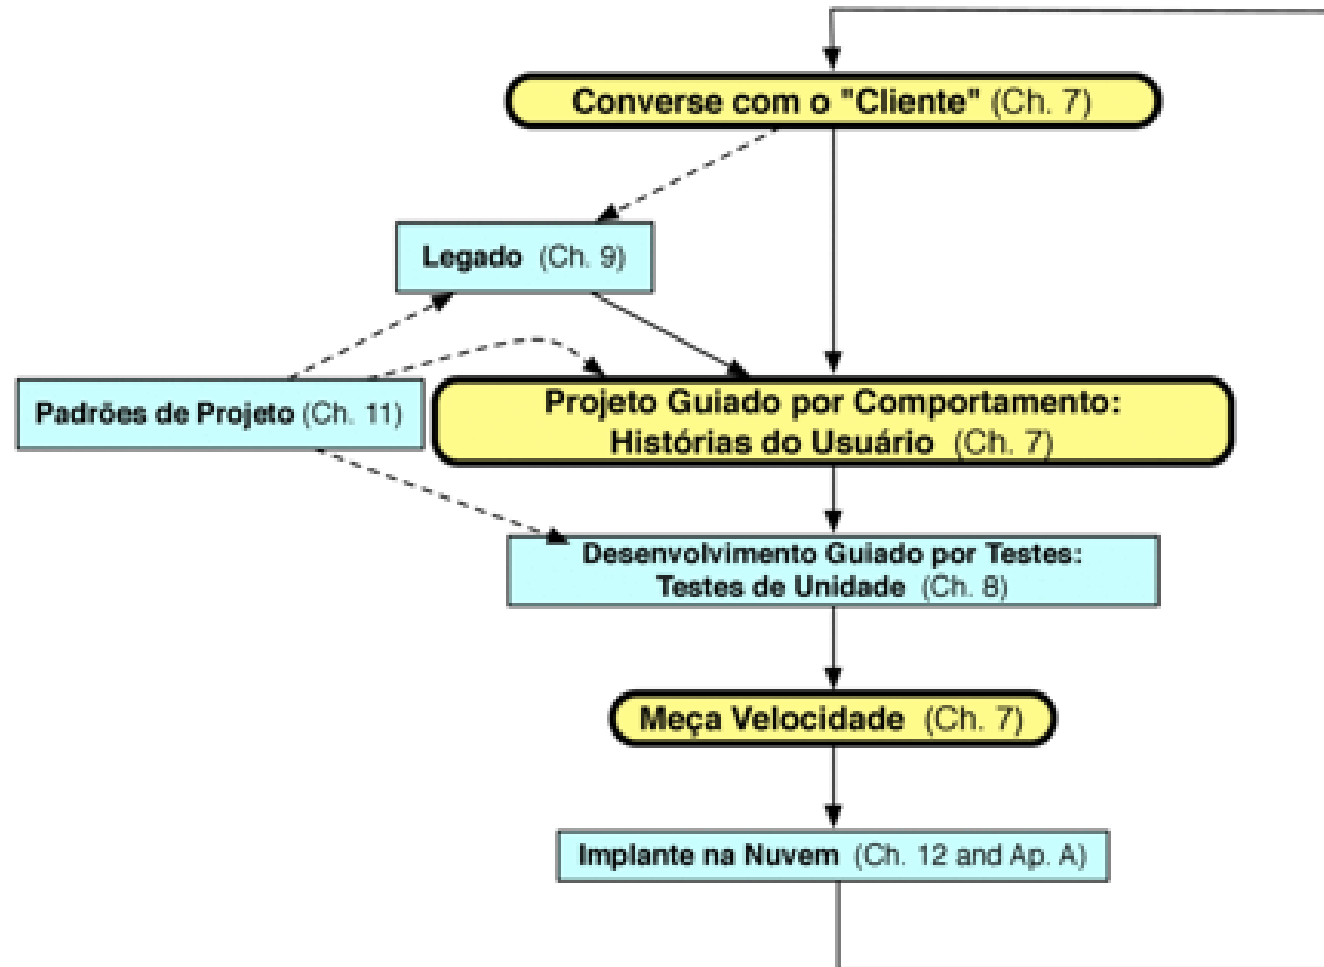 Converse com o "Cliente" (Ch. 7)
Legado (Ch. 9)
Padrões de Projeto (Ch. 11)
Projeto Guiado por Comportamento:
Histórias do Usuário (Ch. 7)
Desenvolvimento Guiado por Testes:
Testes de Unidade (Ch. 8)
Meça Velocidade (Ch. 7)
Implante na Nuvem (Ch. 12 and Ap. A)